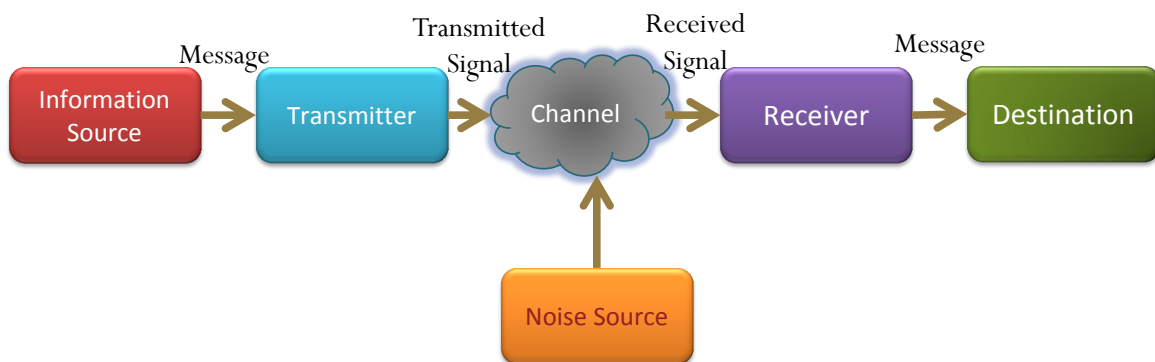 Message
Transmitted
Signal
Received
Signal
Message
Information
Source
Transmitter
Channel
Receiver
Destination
Noise Source